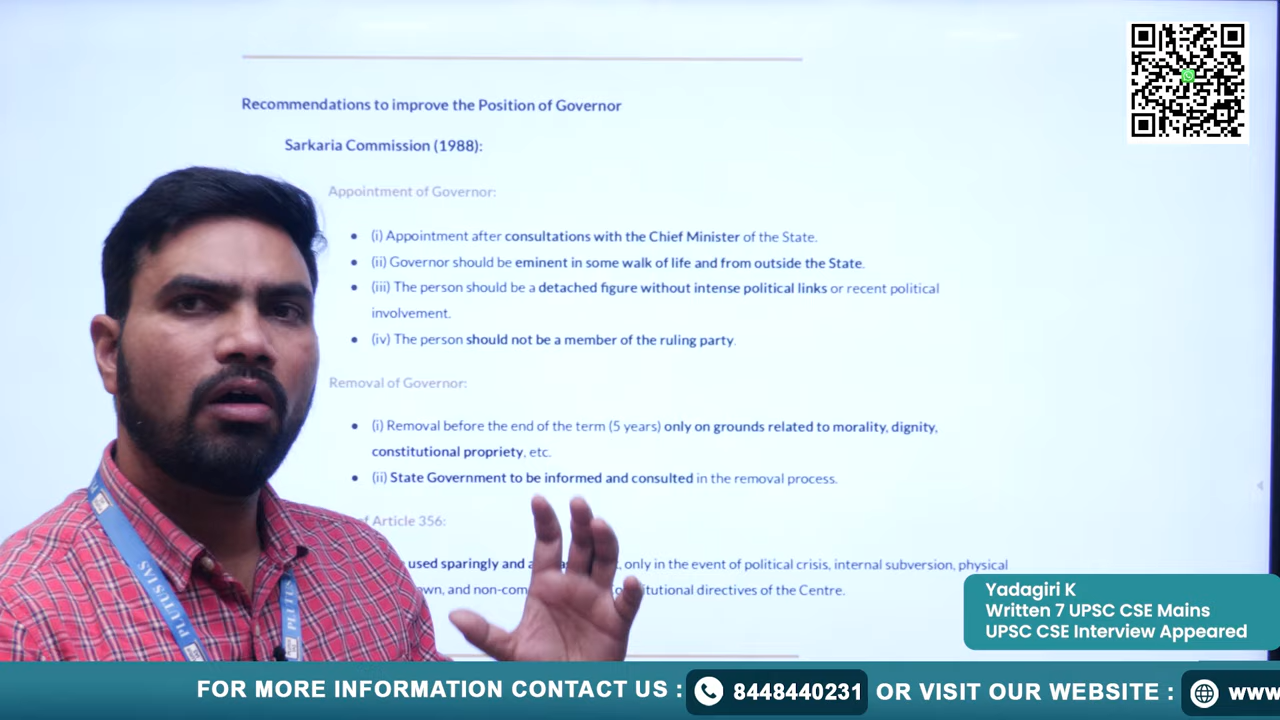 Recommendations to improve the Position of Governor
Sarkaria Commission (1988):
Appointment of Governor:
(i) Appointment after consultations with the Chief Minister of the State.
(ii) Governor should be eminent in some walk of life and from outside the State.
(iii) The person should be a detached figure without intense political links or recent political
involvement.
(iv) The person should not be a member of the ruling party.
Removal of Governor:
(i) Removal before the end of the term (5 years) only on grounds related to morality, dignity,
constitutional propriety, etc.
(ii) State Government to be informed and consulted in the removal process.
Article 356:
used sparingly and only in the event of political crisis, internal subversion, physical
and directives of the Centre.
PLUTUS IAS
PLUTUS
Yadagiri K
Written 7 UPSC CSE Mains
UPSC CSE Interview Appeared
FOR MORE INFORMATION CONTACT US : 8448440231 OR VISIT OUR WEBSITE : www